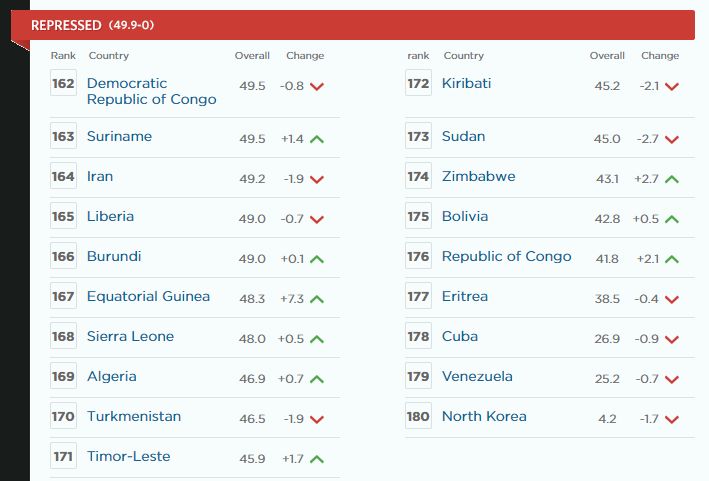 REPRESSED (49.9-0)
Rank Country Overall Change
162 Democratic Republic of Congo 49.5 -0.8
163 Suriname 49.5 +1.4
164 Iran 49.2 -1.9
165 Liberia 49.0 -0.7
166 Burundi 49.0 +0.1
167 Equatorial Guinea 48.3 +7.3
168 Sierra Leone 48.0 +0.5
169 Algeria 46.9 +0.7
170 Turkmenistan 46.5 -1.9
171 Timor-Leste 45.9 +1.7
rank Country Overall Change
172 Kiribati 45.2 -2.1
173 Sudan 45.0 -2.7
174 Zimbabwe 43.1 +2.7
175 Bolivia 42.8 +0.5
176 Republic of Congo 41.8 +2.1
177 Eritrea 38.5 -0.4
178 Cuba 26.9 -0.9
179 Venezuela 25.2 -0.7
180 North Korea 4.2 -1.7